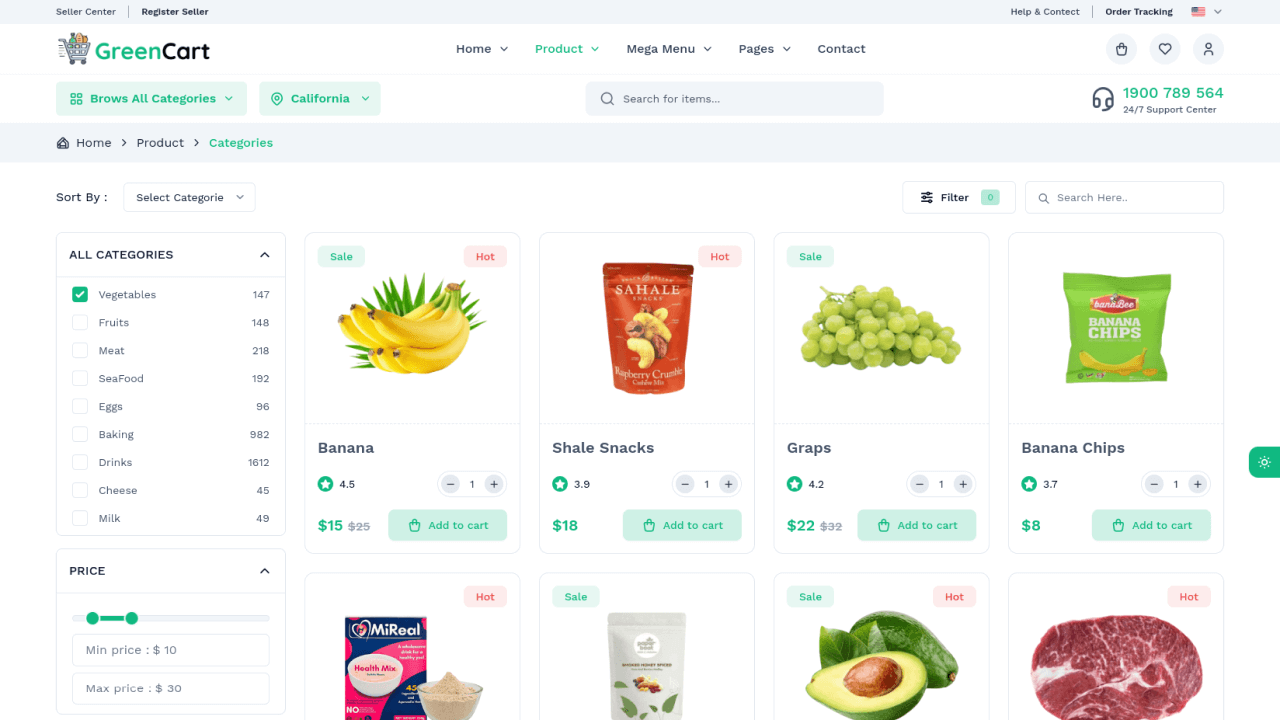 Seller Center
Register Seller
Help & Contect
Order Tracking
GreenCart
Home
Product
Mega Menu
Pages
Contact
Brows All Categories
California
Search for items...
1900 789 564
24/7 Support Center
Home
Product
Categories
Sort By :
Select Categorie
Filter
0
Search Here..
ALL CATEGORIES
Vegetables 147
Fruits 148
Meat 218
SeaFood 192
Eggs 96
Baking 982
Drinks 1612
Cheese 45
Milk 49
PRICE
Min price : $ 10
Max price : $ 30
Sale
Hot
Banana
4.5
1
$15 $25
Add to cart
Hot
SAHALE
SNACKS
Raspberry Crumble
Cashew Mix
Shale Snacks
3.9
1
$18
Add to cart
Sale
Graps
4.2
1
$22 $32
Add to cart
banaBee
BANANA
CHIPS
Banana Chips
3.7
1
$8
Add to cart
Hot
MiReal
Health Mix
45
NO
Sale
SMOKED HONEY SPICED
Sale
Hot
Hot